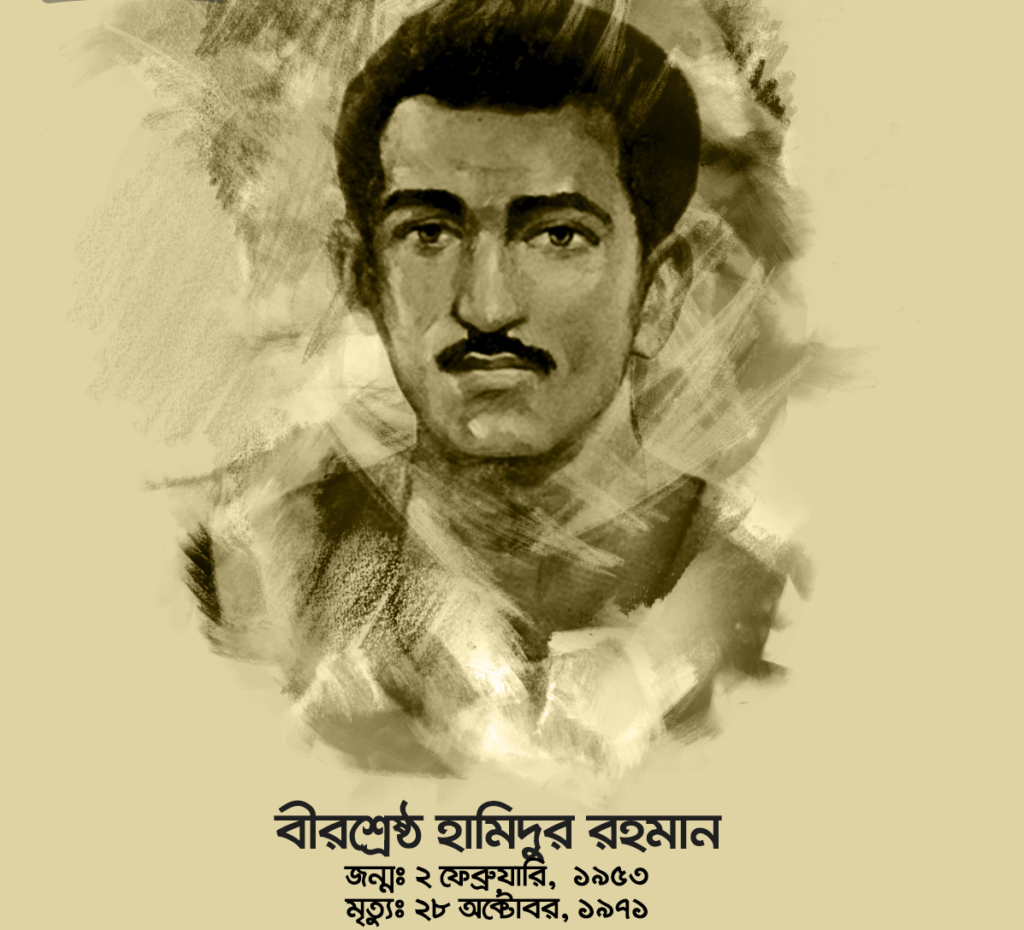 বীরশ্রেষ্ঠ হামিদুর রহমান
জন্মঃ ২ ফেব্রুযারি, ১৯৫৩
মৃত্যুঃ ২৮ অক্টোবর, ১৯৭১